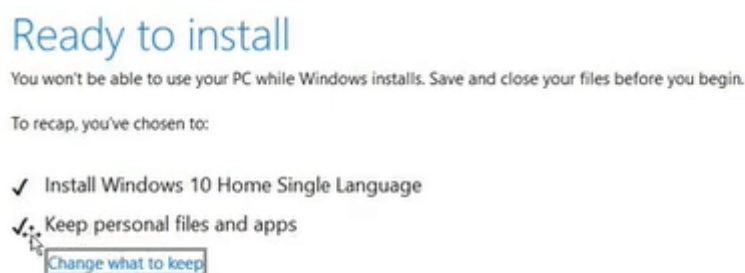 Ready to install
You won't be able to use your PC while Windows installs. Save and close your files before you begin.
To recap, you've chosen to:
Install Windows 10 Home Single Language
Keep personal files and apps
Change what to keep